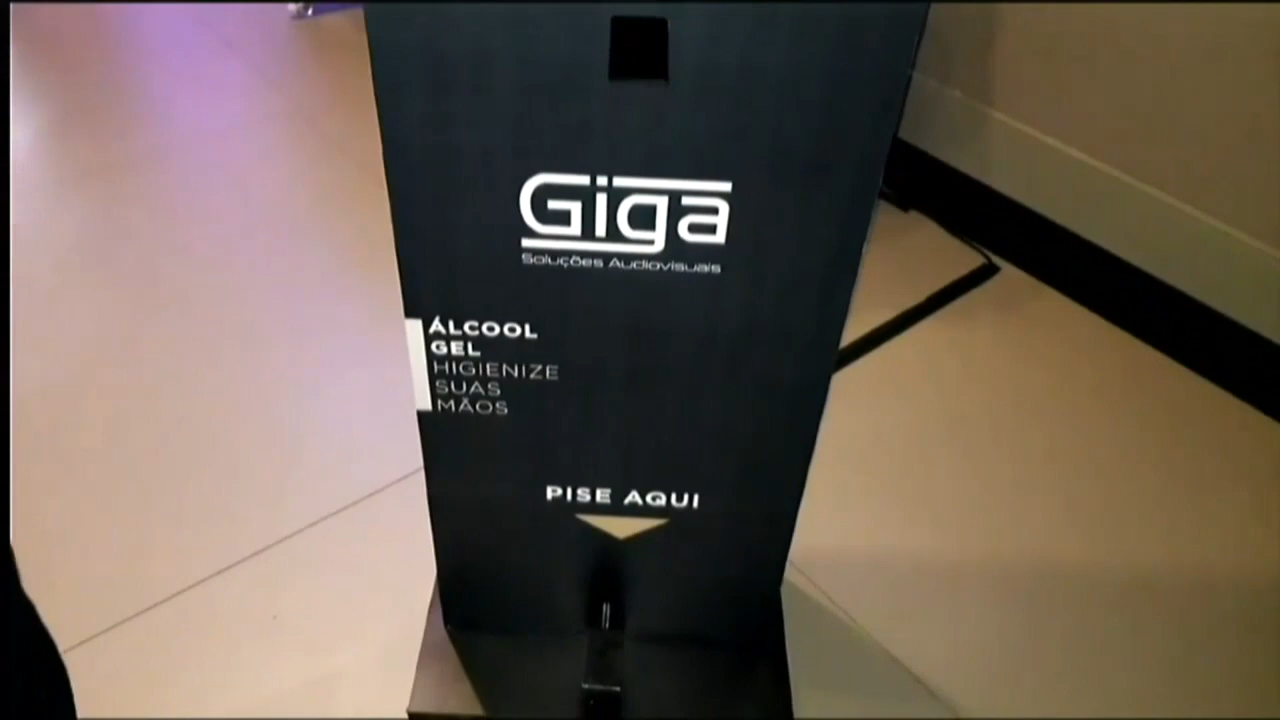 Giga
Soluções Audiovisuais
ÁLCOOL
GEL
HIGIENIZE
SUAS
MÃOS
PISE AQUI